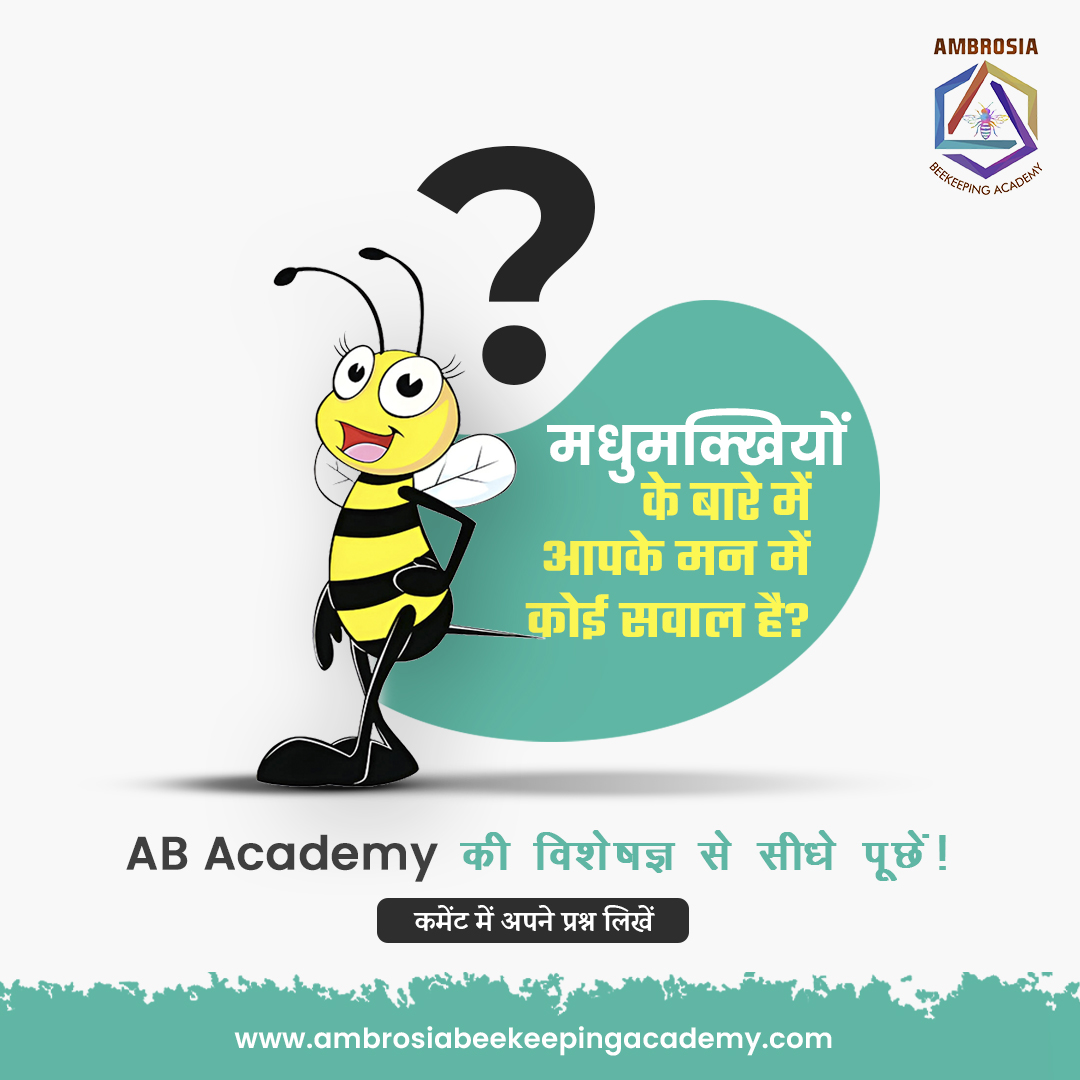 AMBROSIA
BEEKEEPING ACADEMY
?
मधुमक्खियों
के बारे में
आपके मन में
कोई सवाल है?
AB Academy की विशेषज्ञ से सीधे पूछें!
कमेंट में अपने प्रश्न लिखें
www.ambrosiabeekeepingacademy.com